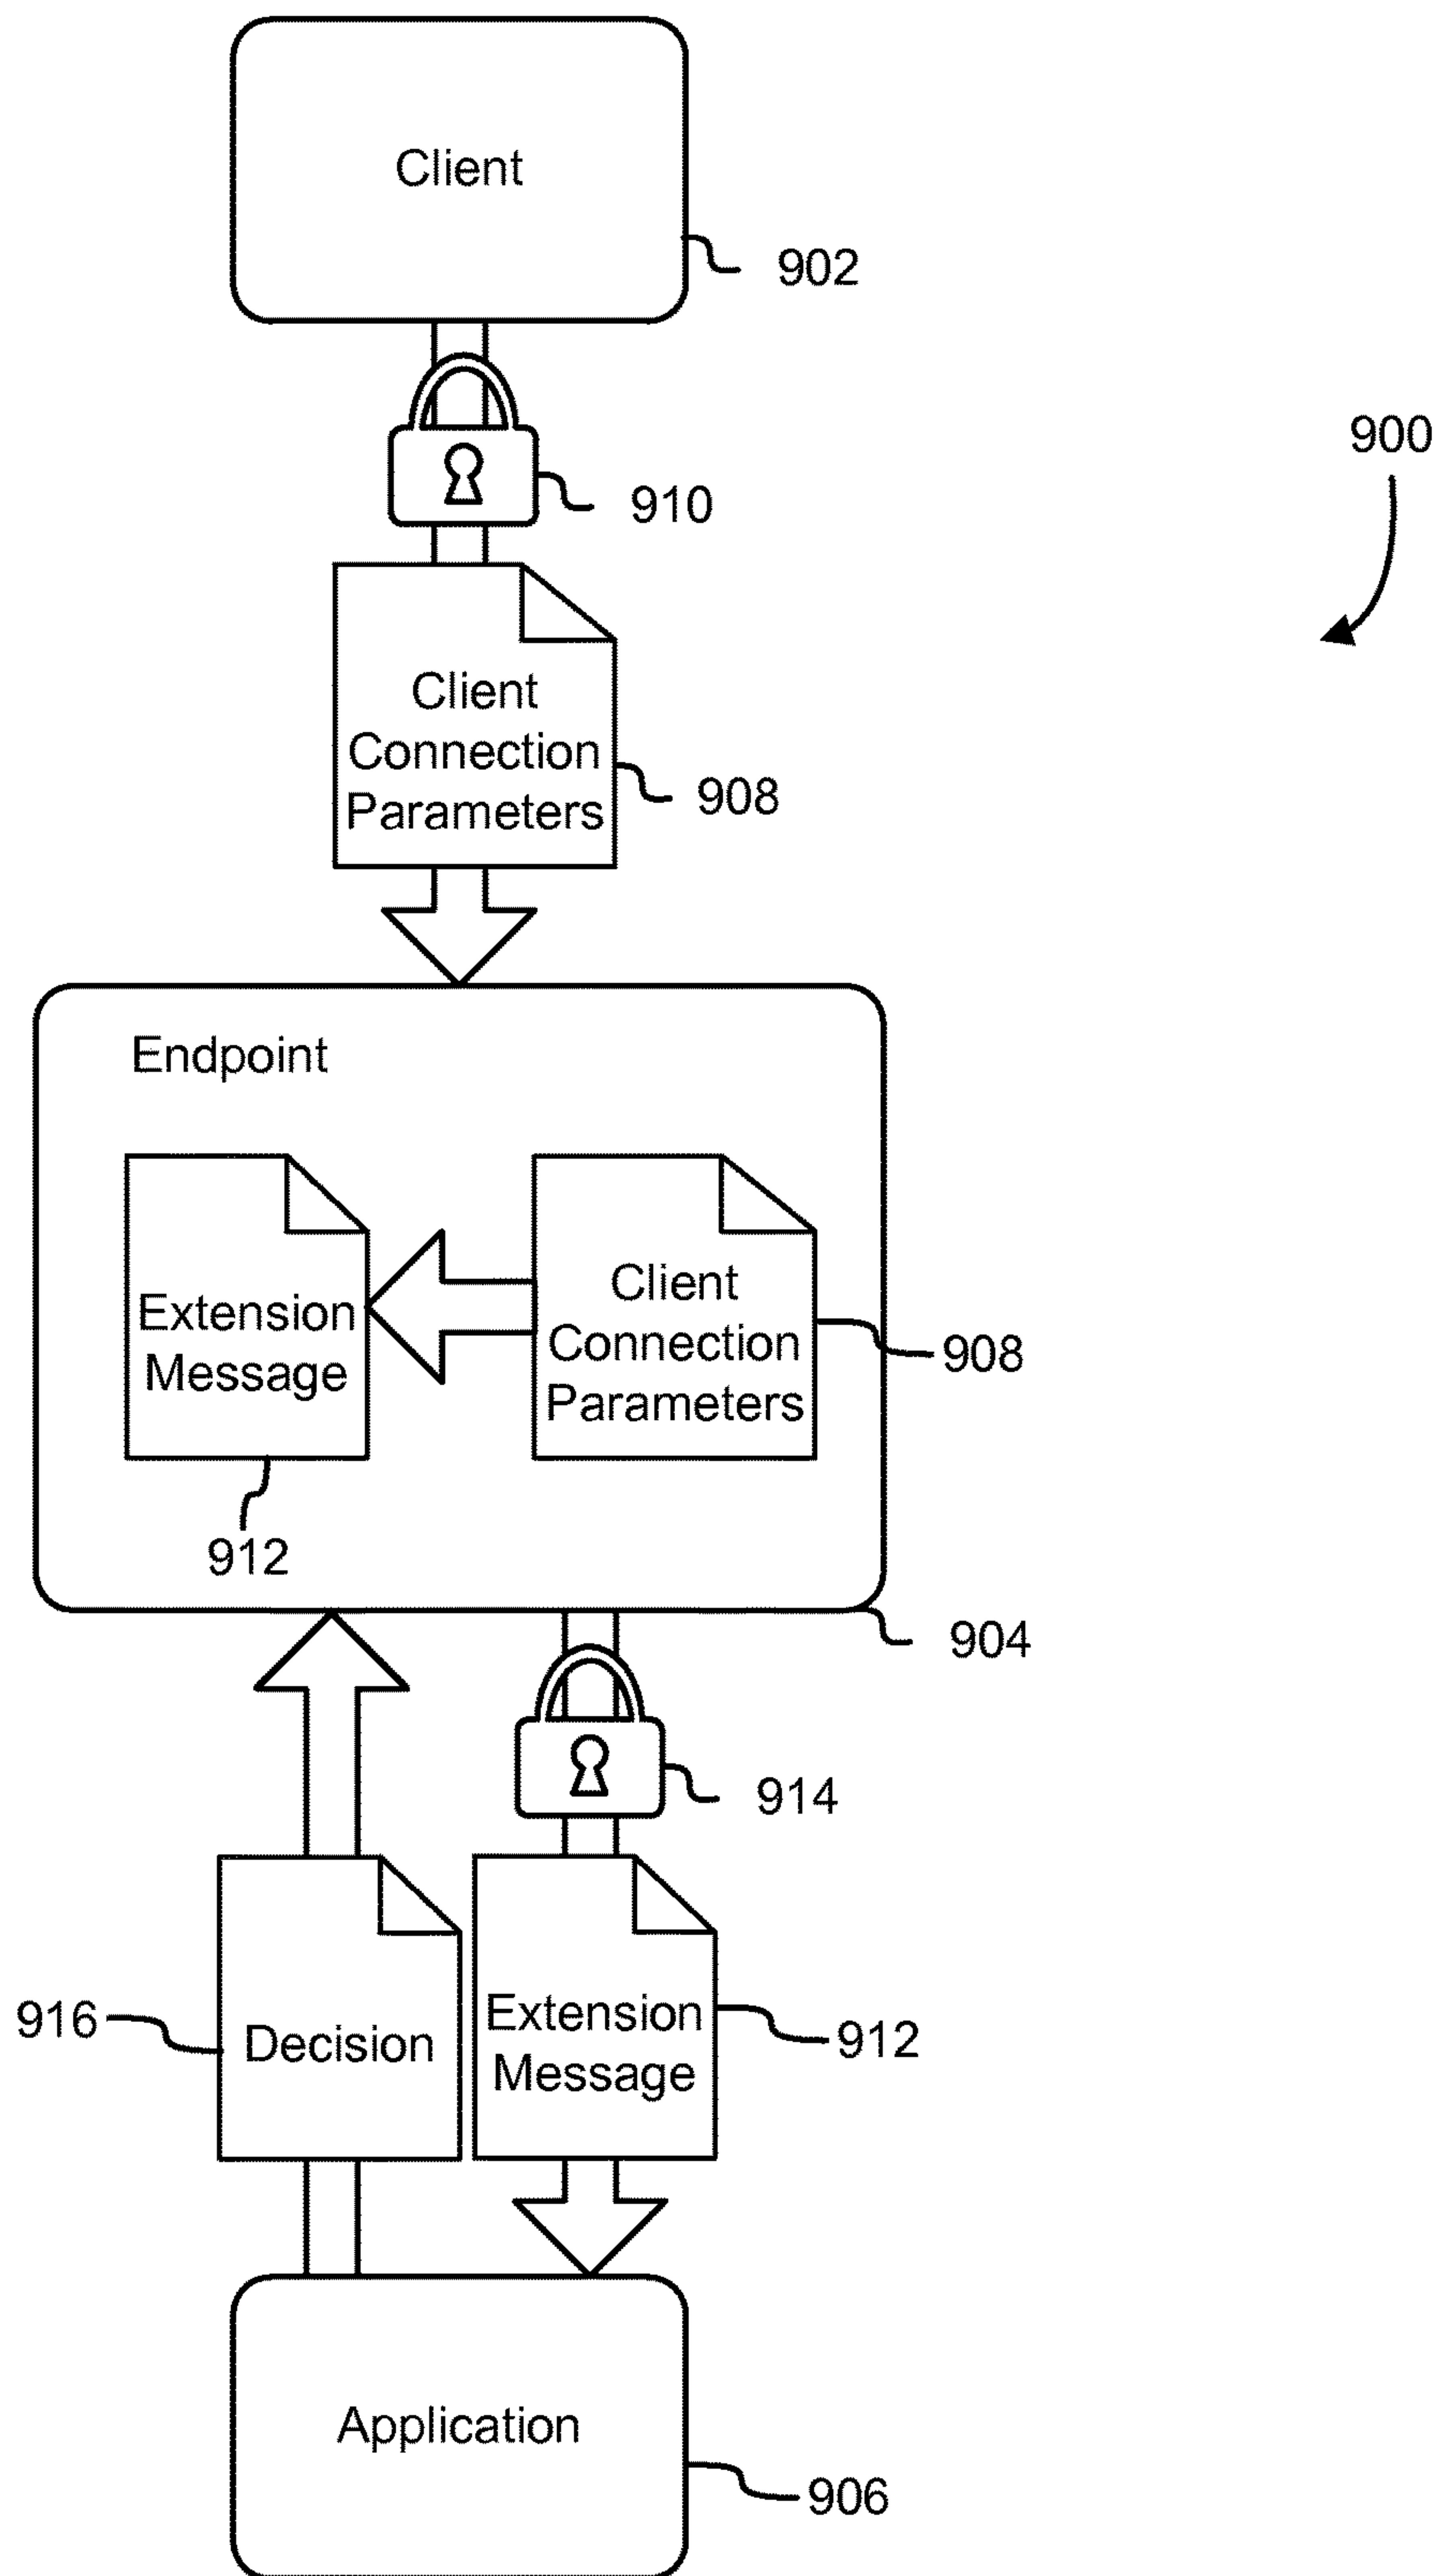 Client
902
900
910
Client
Connection
Parameters
908
Endpoint
Extension
Message
912
Client
Connection
Parameters
908
904
914
916
Decision
Extension
Message
912
Application
906